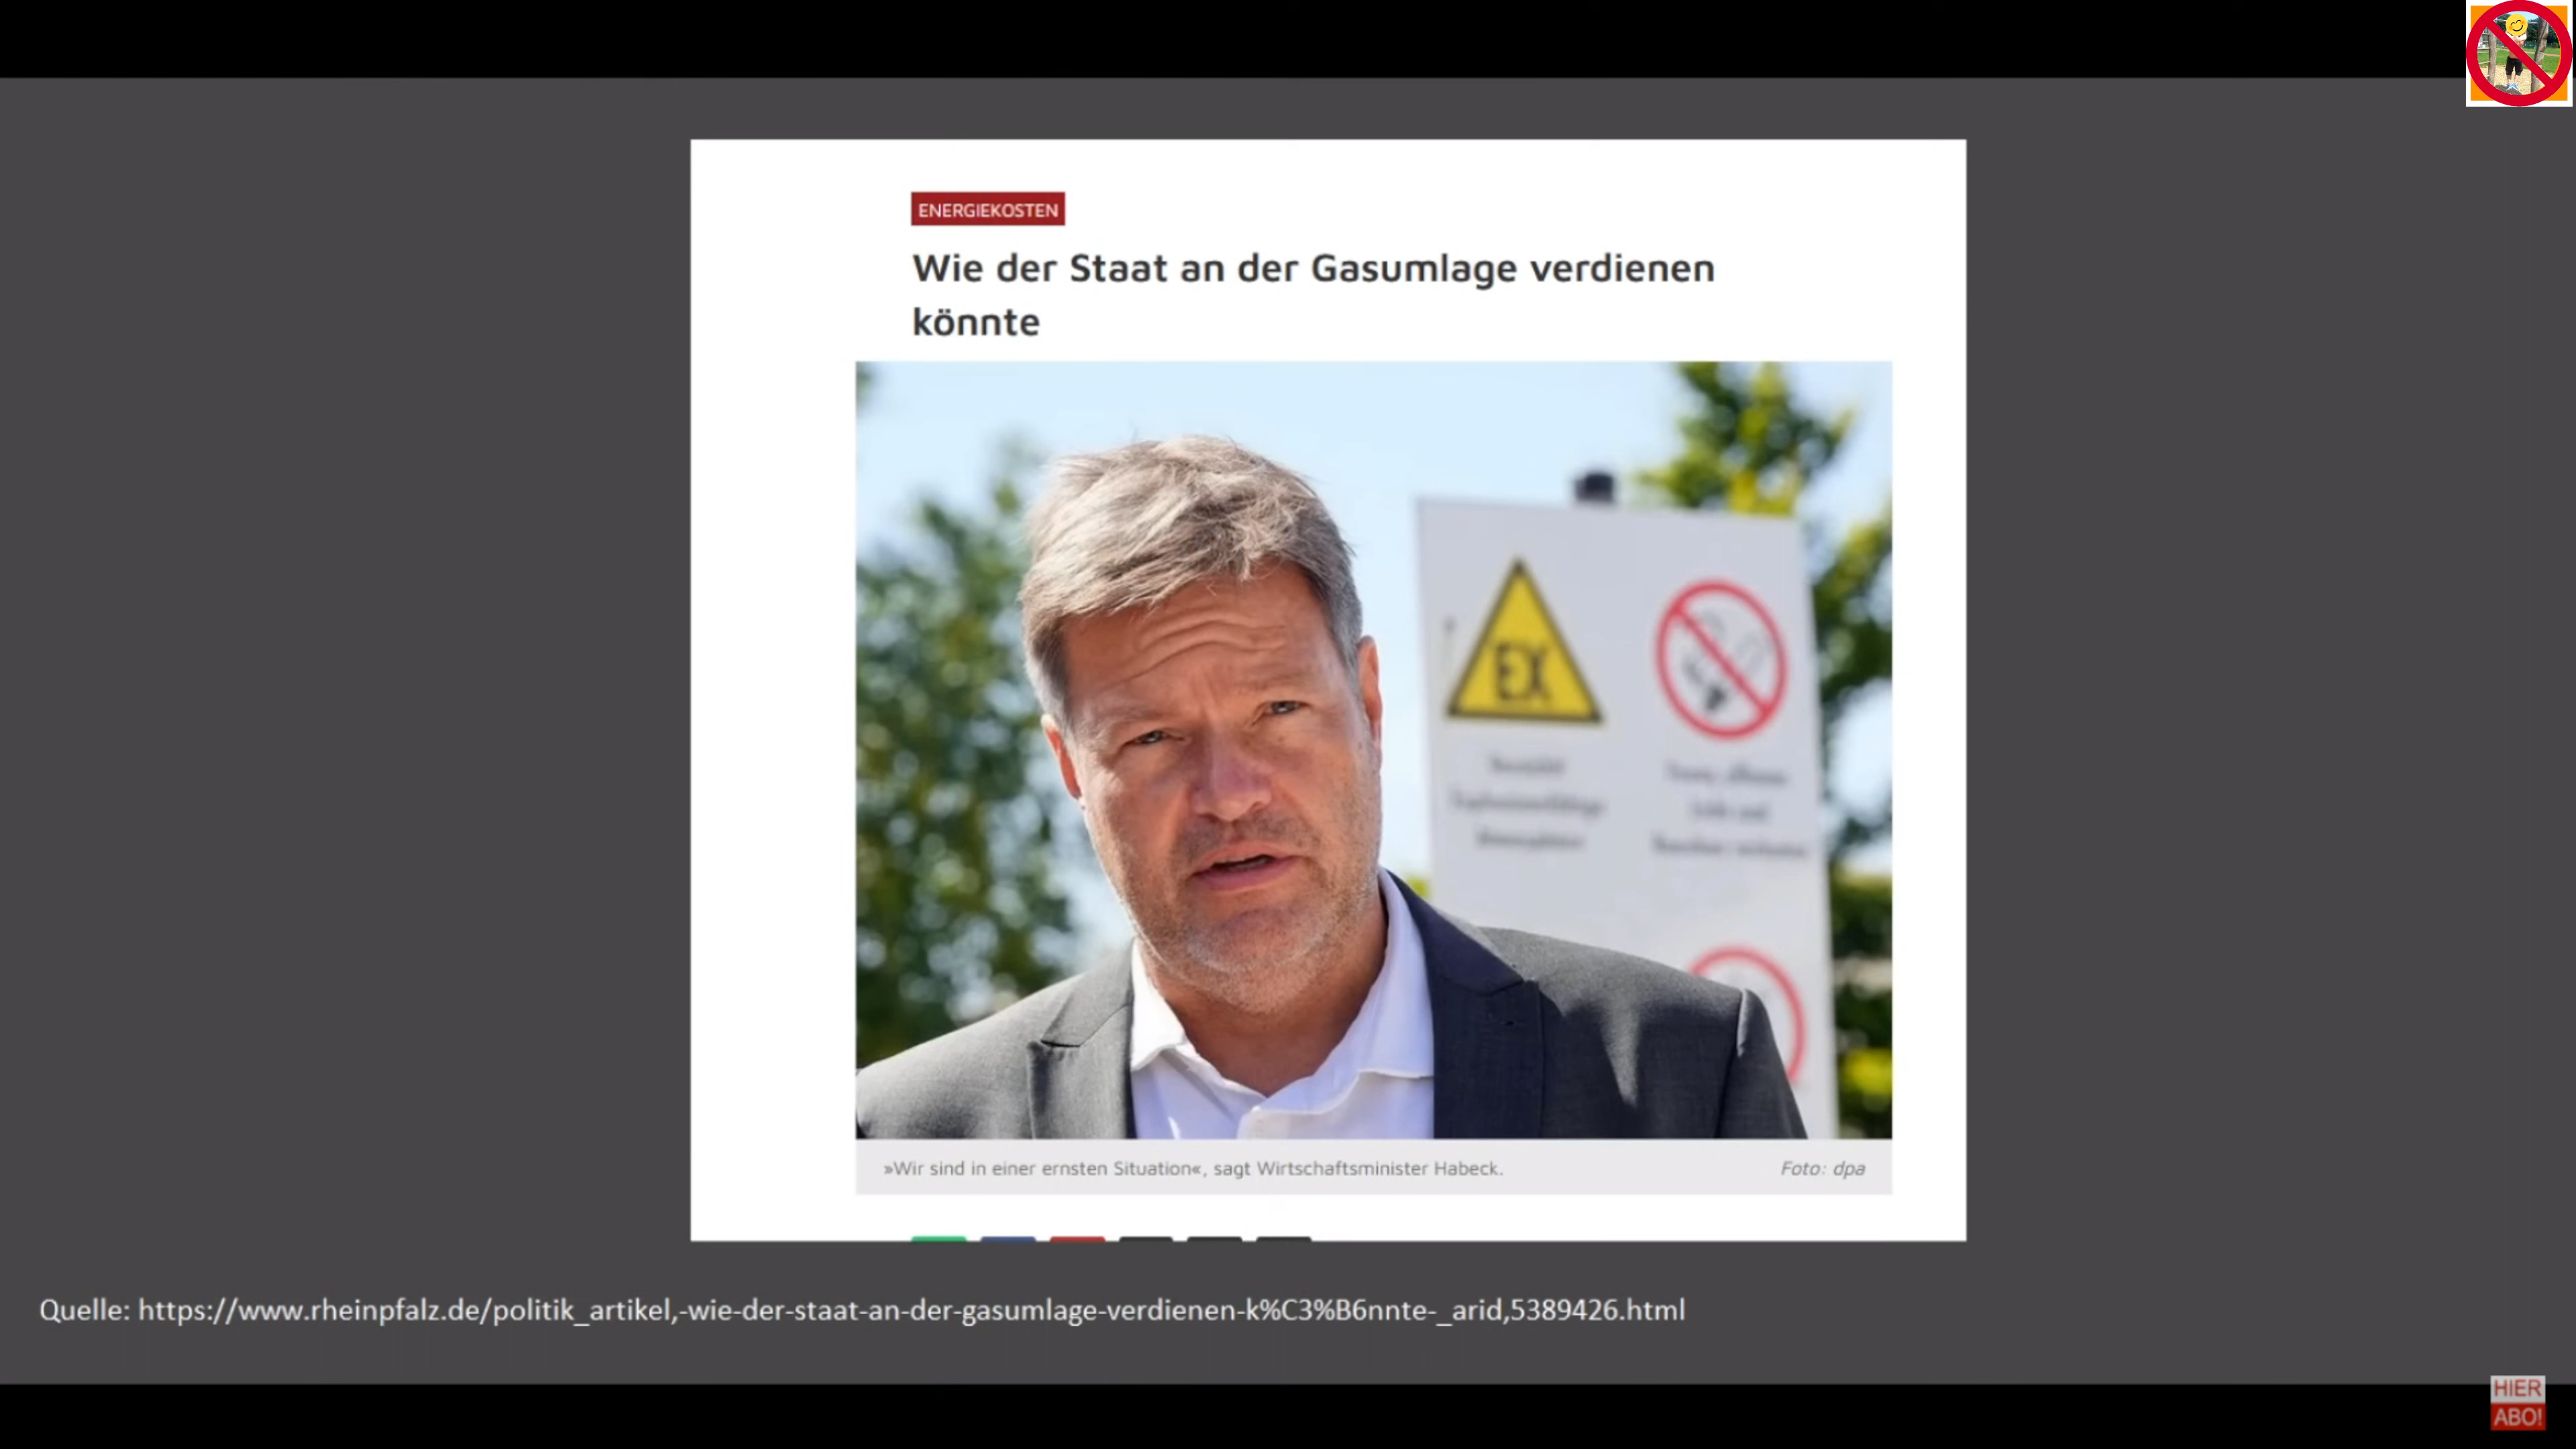 ENERGIEKOSTEN
Wie der Staat an der Gasumlage verdienen
könnte
EX
»Wir sind in einer ernsten Situation«, sagt Wirtschaftsminister Habeck.
Foto: dpa
Quelle: https://www.rheinpfalz.de/politik_artikel,-wie-der-staat-an-der-gasumlage-verdienen-k%C3%B6nnte-_arid,5389426.html
HIER
ABO!